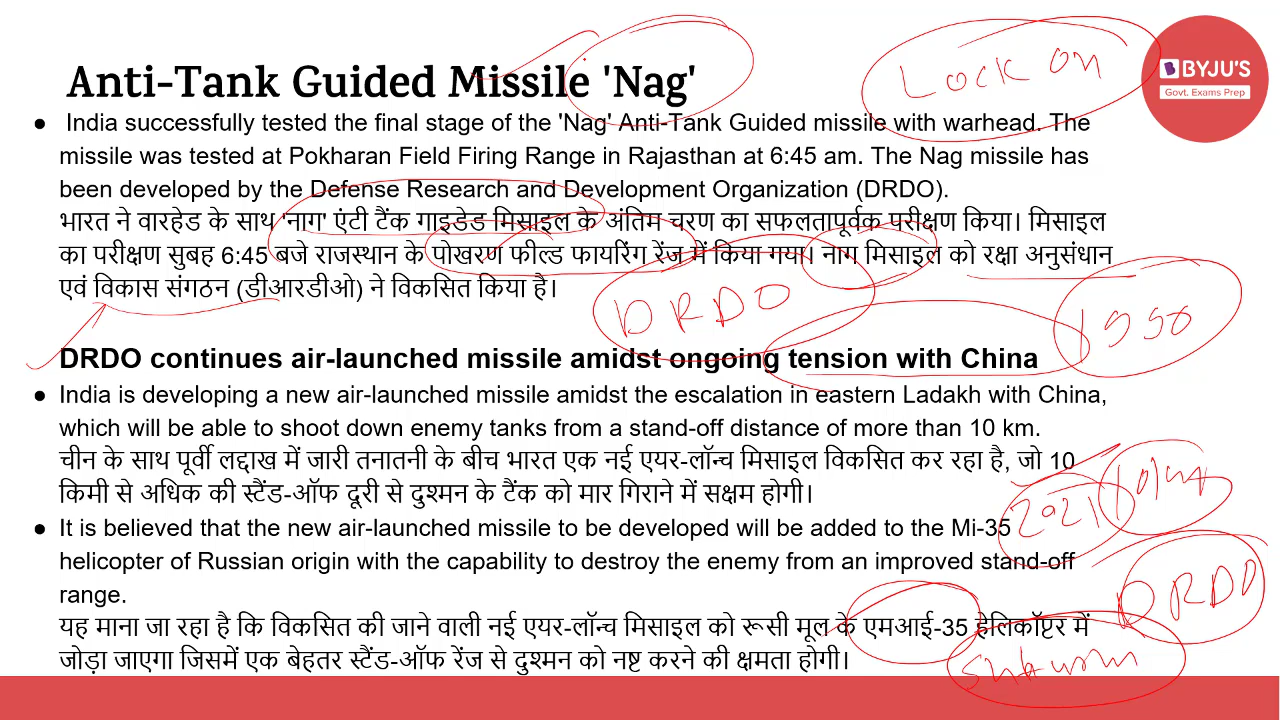 Anti-Tank Guided Missile 'Nag'
LOCK on
BYJU'S
Govt. Exams Prep
● India successfully tested the final stage of the 'Nag' Anti-Tank Guided missile with warhead. The
missile was tested at Pokharan Field Firing Range in Rajasthan at 6:45 am. The Nag missile has
been developed by the Defense Research and Development Organization (DRDO).
भारत ने वारहेड के साथ 'नाग' एंटी टैंक गाइडेड मिसाइल के अंतिम चरण का सफलतापूर्वक परीक्षण किया। मिसाइल
का परीक्षण सुबह 6:45 बजे राजस्थान के पोखरण फील्ड फायरिंग रेंज में किया गया। नाग मिसाइल को रक्षा अनुसंधान
एवं विकास संगठन (डीआरडीओ) ने विकसित किया है।
DRDO
DRDO continues air-launched missile amidst ongoing tension with China
● India is developing a new air-launched missile amidst the escalation in eastern Ladakh with China,
which will be able to shoot down enemy tanks from a stand-off distance of more than 10 km.
चीन के साथ पूर्वी लद्दाख में जारी तनातनी के बीच भारत एक नई एयर-लॉन्च मिसाइल विकसित कर रहा है, जो 10
किमी से अधिक की स्टैंड-ऑफ दूरी से दुश्मन के टैंक को मार गिराने में सक्षम होगी।
2021
● It is believed that the new air-launched missile to be developed will be added to the Mi-35
helicopter of Russian origin with the capability to destroy the enemy from an improved stand-off
range.
DRDO
यह माना जा रहा है कि विकसित की जाने वाली नई एयर-लॉन्च मिसाइल को रूसी मूल के एमआई-35 हेलिकॉप्टर में
जोड़ा जाएगा जिसमें एक बेहतर स्टैंड-ऑफ रेंज से दुश्मन को नष्ट करने की क्षमता होगी।